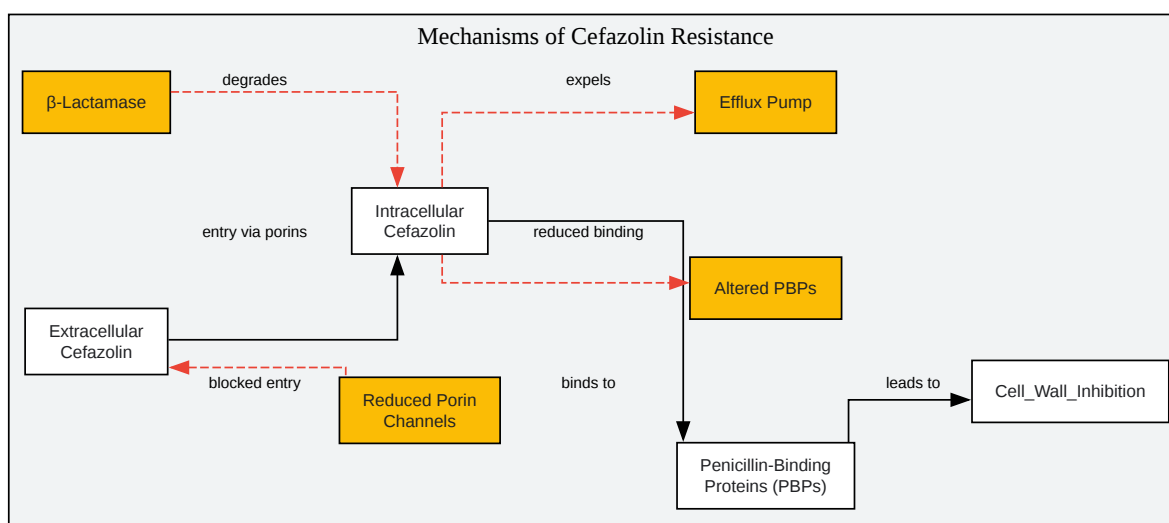 Mechanisms of Cefazolin Resistance
degrades
expels
β-Lactamase
Efflux Pump
Intracellular
Cefazolin
entry via porins
reduced binding
Altered PBPs
Extracellular
Cefazolin
blocked entry
Reduced Porin
Channels
binds to
leads to
Cell_Wall_Inhibition
Penicillin-Binding
Proteins (PBPs)